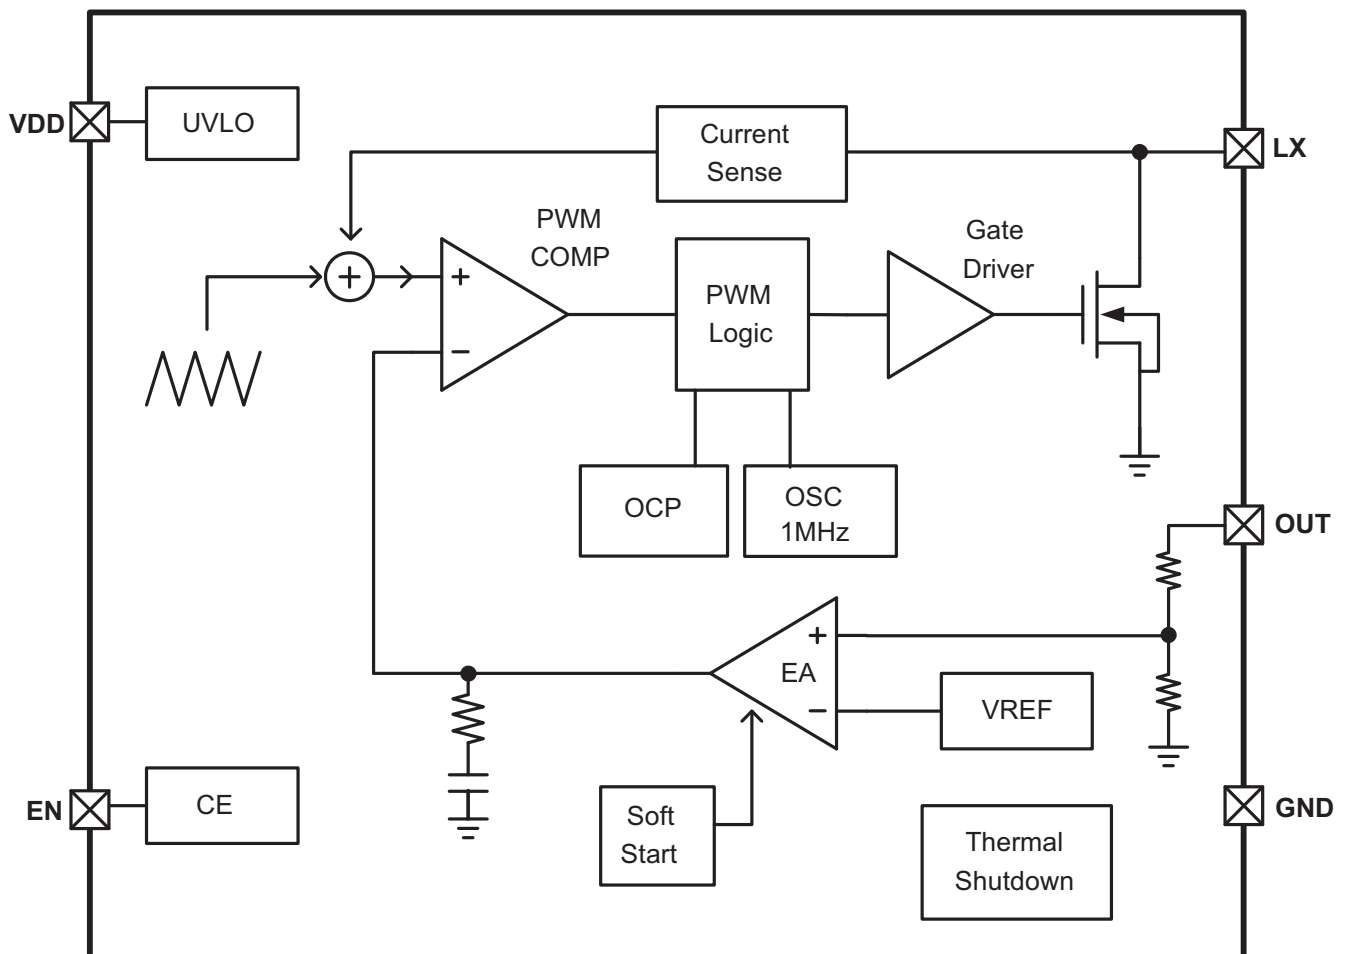 VDD
UVLO
Current
Sense
LX
PWM
COMP
Gate
Driver
+
+
−
PWM
Logic
OCP
OSC
1MHz
OUT
+
EA
−
VREF
EN
CE
Soft
Start
Thermal
Shutdown
GND